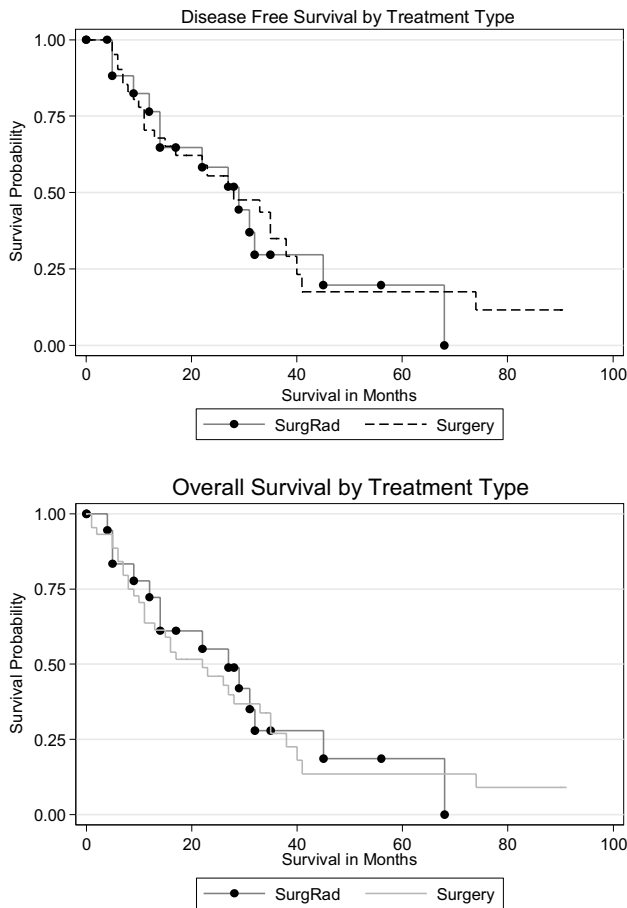 Disease Free Survival by Treatment Type
1.00
0.75
0.50
0.25
0.00
Survival Probability
0 20 40 60 80 100
Survival in Months
SurgRad Surgery
Overall Survival by Treatment Type
1.00
0.75
0.50
0.25
0.00
Survival Probability
0 20 40 60 80 100
Survival in Months
SurgRad Surgery